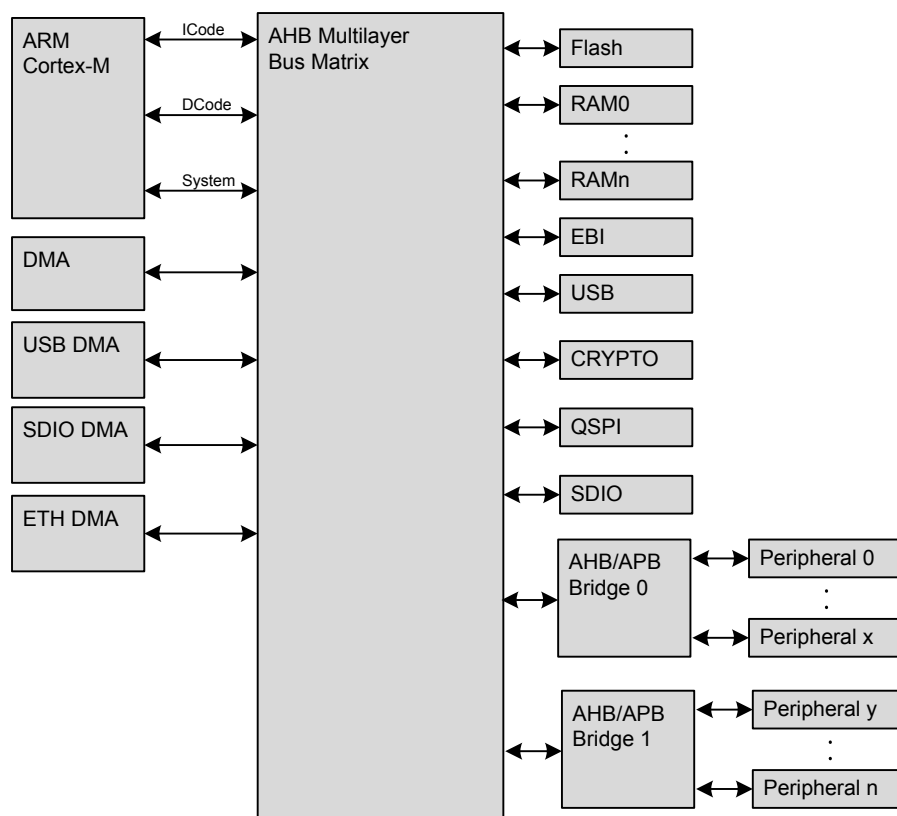 ARM
Cortex-M
ICode
DCode
System
DMA
USB DMA
SDIO DMA
ETH DMA
AHB Multilayer
Bus Matrix
Flash
RAM0
:
RAMn
EBI
USB
CRYPTO
QSPI
SDIO
AHB/APB
Bridge 0
Peripheral 0
:
Peripheral x
AHB/APB
Bridge 1
Peripheral y
:
Peripheral n